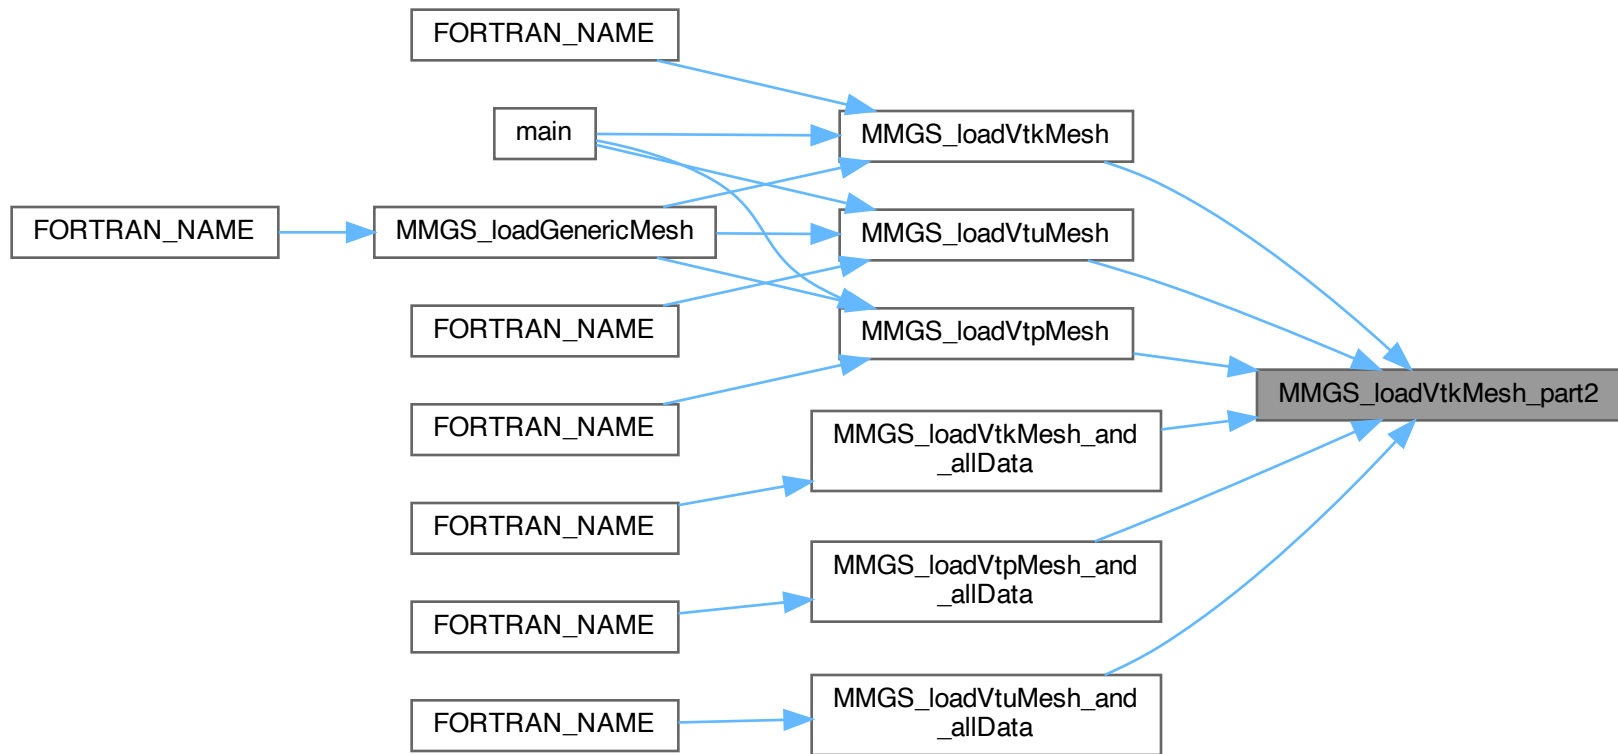 FORTRAN_NAME
main
MMGS_loadVtkMesh
FORTRAN_NAME
MMGS_loadGenericMesh
MMGS_loadVtuMesh
FORTRAN_NAME
MMGS_loadVtpMesh
MMGS_loadVtkMesh_part2
FORTRAN_NAME
MMGS_loadVtkMesh_and
_allData
FORTRAN_NAME
MMGS_loadVtpMesh_and
_allData
FORTRAN_NAME
MMGS_loadVtuMesh_and
_allData
FORTRAN_NAME